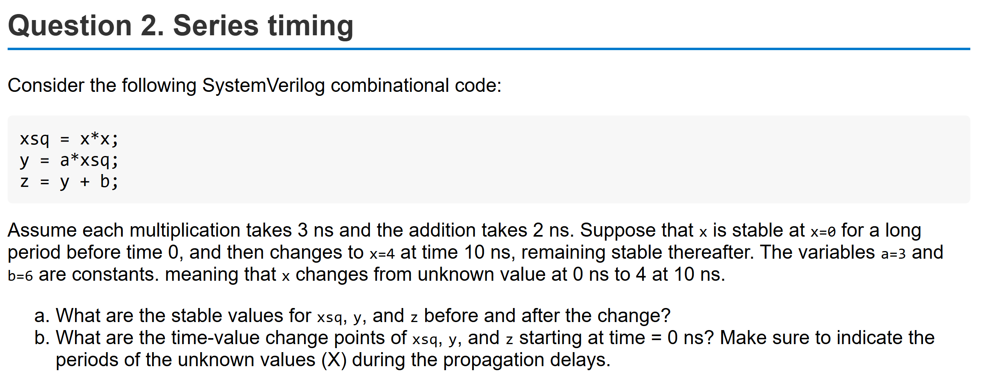 Question 2. Series timing
Consider the following SystemVerilog combinational code:
xsq = x*x;
y = a*xsq;
z = y + b;
Assume each multiplication takes 3 ns and the addition takes 2 ns. Suppose that x is stable at x=0 for a long
period before time 0, and then changes to x=4 at time 10 ns, remaining stable thereafter. The variables a=3 and
b=6 are constants. meaning that x changes from unknown value at 0 ns to 4 at 10 ns.
a. What are the stable values for xsq, y, and z before and after the change?
b. What are the time-value change points of xsq, y, and z starting at time = 0 ns? Make sure to indicate the
periods of the unknown values (X) during the propagation delays.